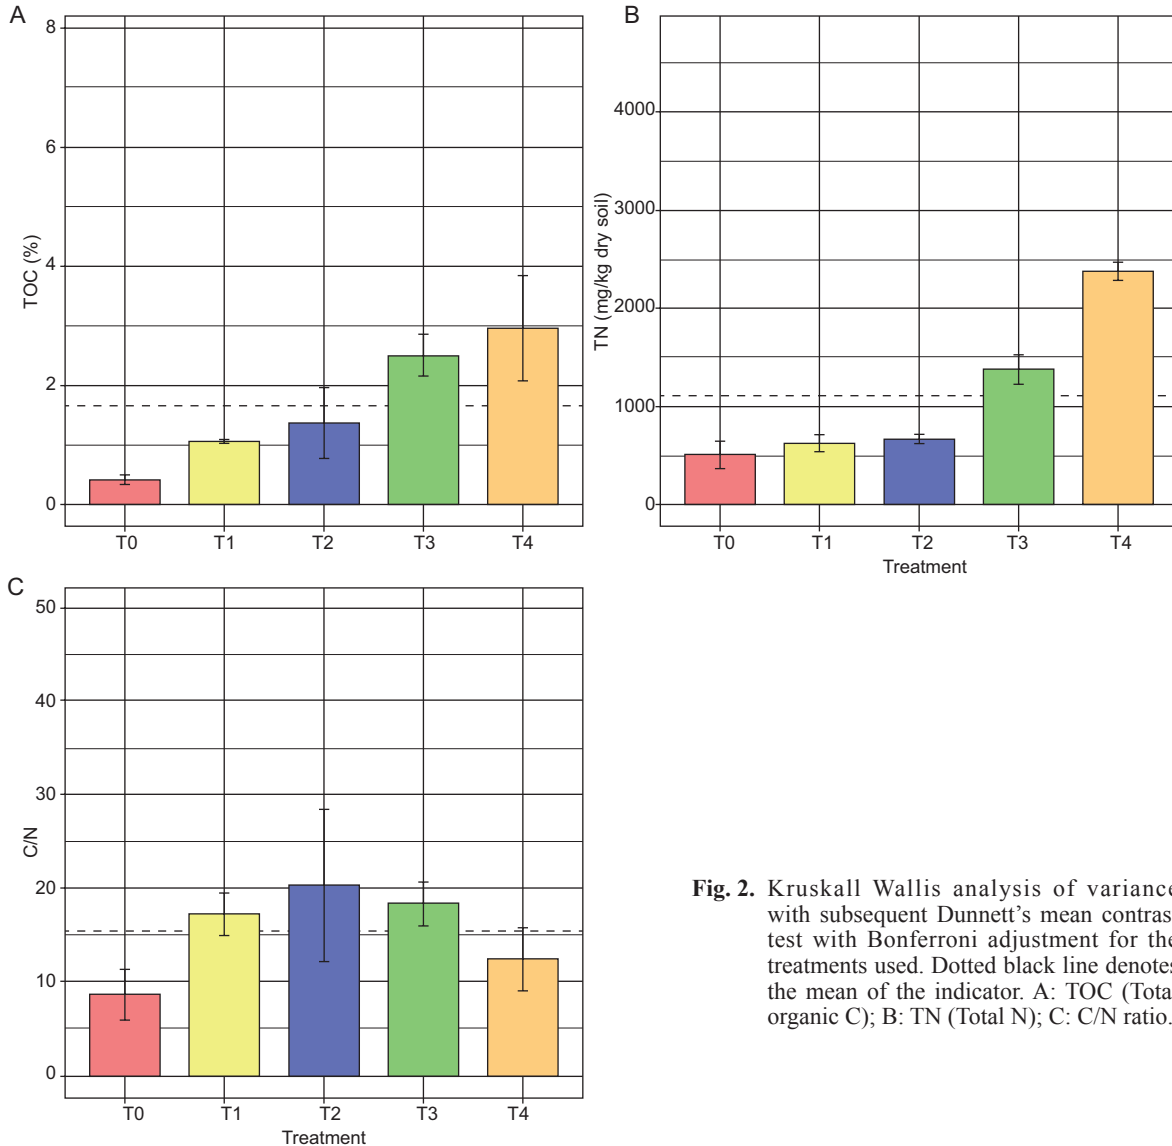 A
8
6
4
2
0
TOC (%)
T0 T1 T2 T3 T4
B
4000
3000
2000
1000
0
TN (mg/kg dry soil)
T0 T1 T2 T3 T4
Treatment
C
50
40
30
20
10
0
C/N
T0 T1 T2 T3 T4
Treatment
Fig. 2. Kruskall Wallis analysis of variance
with subsequent Dunnett's mean contras
test with Bonferroni adjustment for the
treatments used. Dotted black line denotes
the mean of the indicator. A: TOC (Tota
organic C); B: TN (Total N); C: C/N ratio.